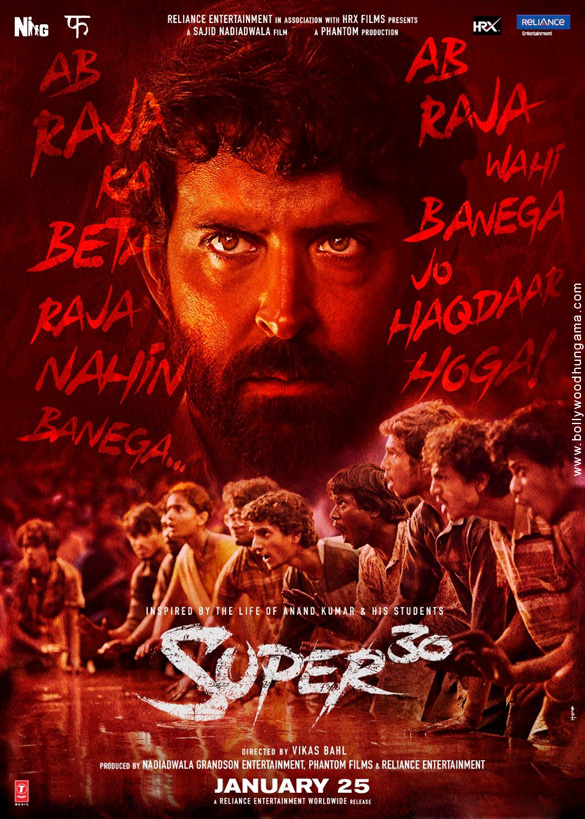 NG
फ
RELIANCE ENTERTAINMENT IN ASSOCIATION WITH HRX FILMS PRESENTS
A SAJID NADIADWALA FILM A PHANTOM PRODUCTION
HRX
RELIANCE
Entertainment
AB
RAJA
KA
BETA
RAJA
NAHIN
BANEGA...
AB
RAJA
WAHI
BANEGA
JO
HAQDAAR
HOGA!
www.bollywoodhungama.com
INSPIRED BY THE LIFE OF ANAND KUMAR & HIS STUDENTS
SUPER 30
DIRECTED BY VIKAS BAHL
PRODUCED BY NADIADWALA GRANDSON ENTERTAINMENT, PHANTOM FILMS & RELIANCE ENTERTAINMENT
JANUARY 25
A RELIANCE ENTERTAINMENT WORLDWIDE RELEASE
T
MUSIC